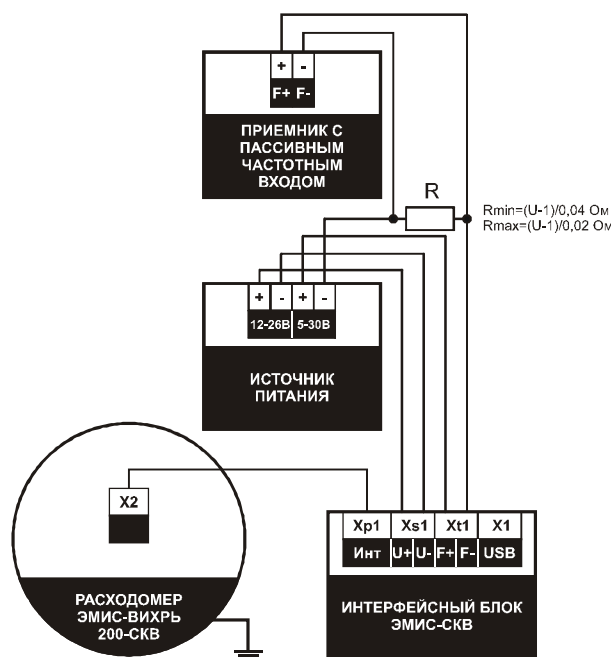 + -
F+ F-
ПРИЕМНИК С
ПАССИВНЫМ
ЧАСТОТНЫМ
ВХОДОМ
R
Rmin=(U-1)/0,04 Ом
Rmax=(U-1)/0,02 Ом
+ - + -
12-26В 5-30В
ИСТОЧНИК
ПИТАНИЯ
X2
РАСХОДОМЕР
ЭМИС-ВИХРЬ
200-СКВ
Xp1 Xs1 Xt1 X1
Инт U+ U- F+ F- USB
ИНТЕРФЕЙСНЫЙ БЛОК
ЭМИС-СКВ